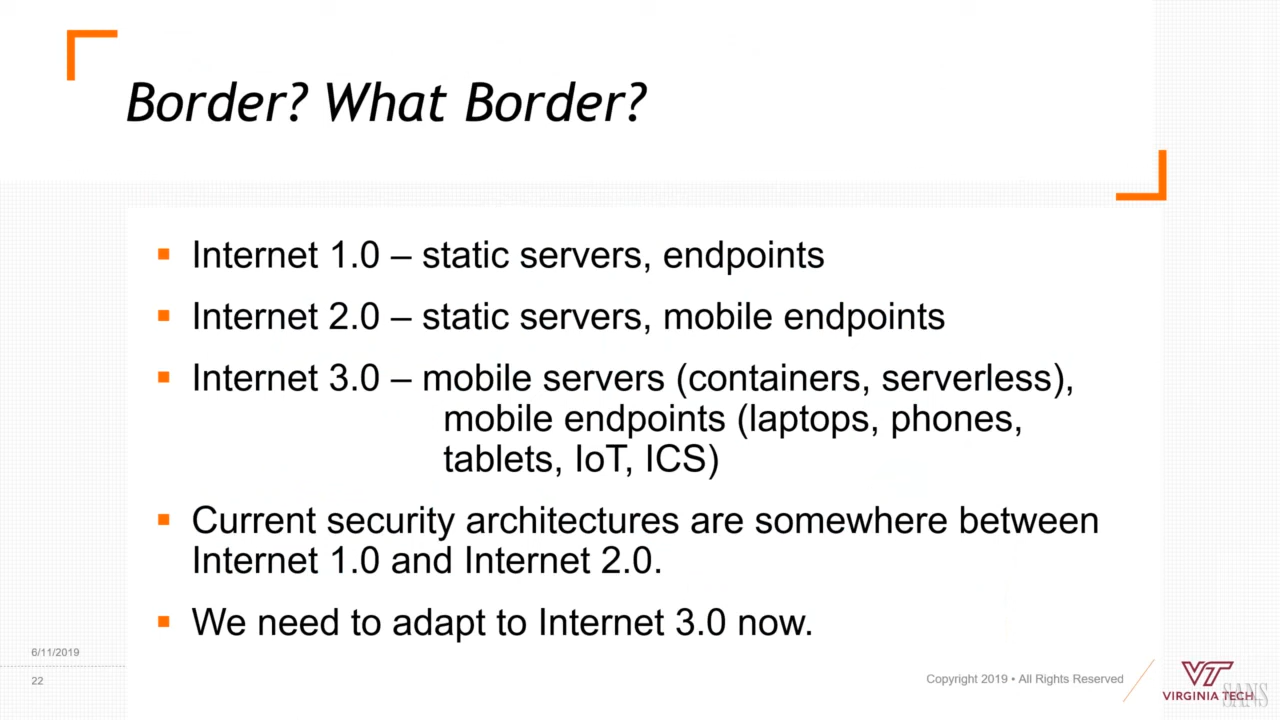 Border? What Border?
▪ Internet 1.0 – static servers, endpoints
▪ Internet 2.0 – static servers, mobile endpoints
▪ Internet 3.0 – mobile servers (containers, serverless),
mobile endpoints (laptops, phones,
tablets, IoT, ICS)
▪ Current security architectures are somewhere between
Internet 1.0 and Internet 2.0.
▪ We need to adapt to Internet 3.0 now.
6/11/2019
22
Copyright 2019 • All Rights Reserved
VT
VIRGINIA TECH
SANS